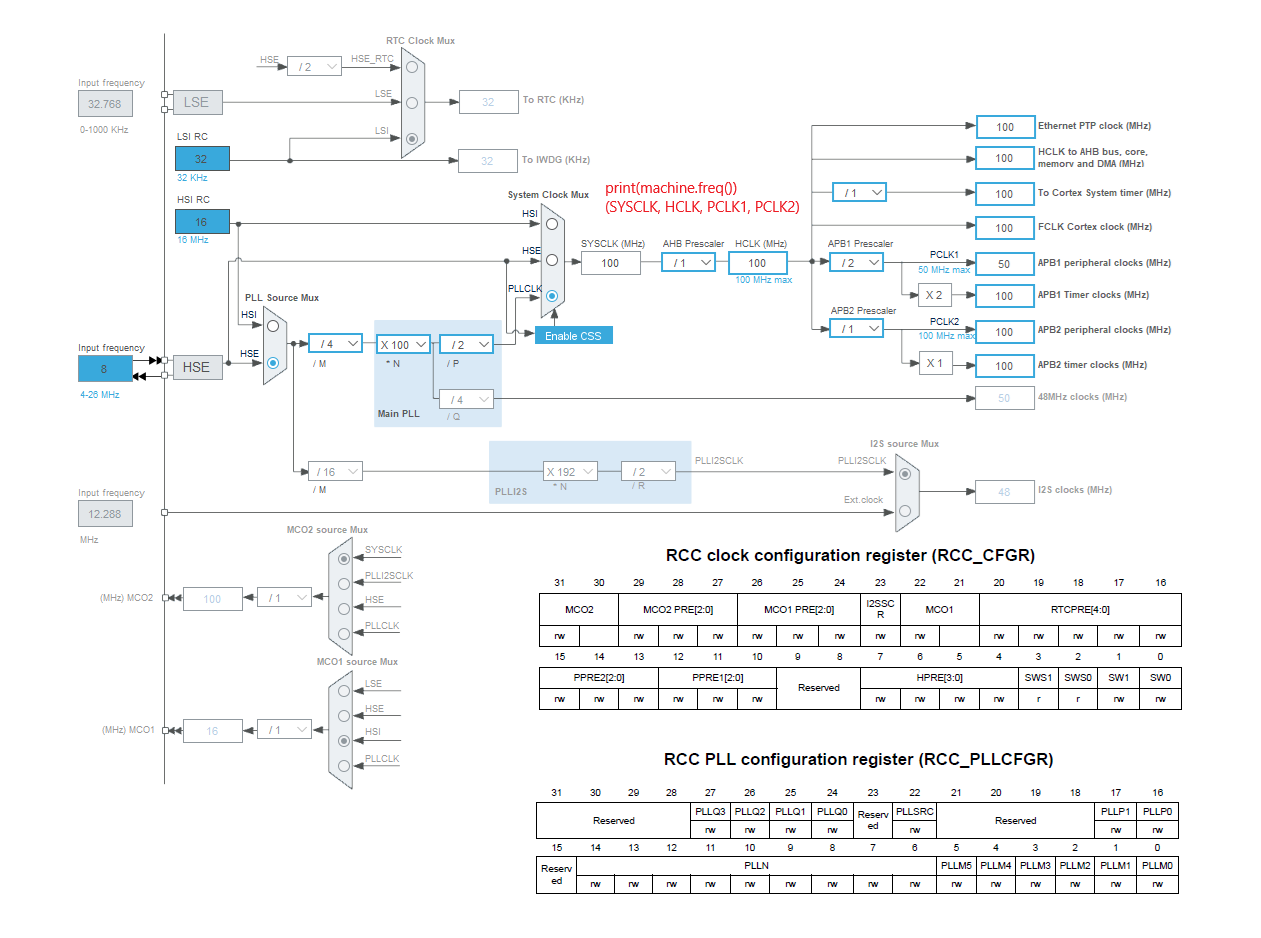 RTC Clock Mux
HSE
/ 2
HSE_RTC
Input frequency
32.768
0-1000 KHz
LSE
LSE
32
To RTC (KHz)
LSI RC
LSI
32
32 KHz
32
To IWDG (KHz)
HSI RC
16
16 MHz
System Clock Mux
print(machine.freq())
(SYSCLK, HCLK, PCLK1, PCLK2)
HSI
HSE
PLLCLK
SYSCLK (MHz)
100
AHB Prescaler
/ 1
HCLK (MHz)
100
100 MHz max
100
Ethernet PTP clock (MHz)
100
HCLK to AHB bus, core,
memory and DMA (MHz)
/ 1
100
To Cortex System timer (MHz)
100
FCLK Cortex clock (MHz)
APB1 Prescaler
/ 2
PCLK1
50 MHz max
50
APB1 peripheral clocks (MHz)
X 2
100
APB1 Timer clocks (MHz)
APB2 Prescaler
/ 1
PCLK2
100 MHz max
100
APB2 peripheral clocks (MHz)
X 1
100
APB2 timer clocks (MHz)
50
48MHz clocks (MHz)
Enable CSS
PLL Source Mux
HSI
HSE
Input frequency
8
4-26 MHz
HSE
/ 4
/ M
X 100
* N
/ 2
/ P
Main PLL
/ 4
/ Q
/ 16
/ M
PLLI2S
X 192
* N
/ 2
/ R
PLLI2SCLK
I2S source Mux
PLLI2SCLK
Ext.clock
48
I2S clocks (MHz)
Input frequency
12.288
MHz
MCO2 source Mux
SYSCLK
PLLI2SCLK
HSE
PLLCLK
(MHz) MCO2
100
/ 1
MCO1 source Mux
LSE
HSE
HSI
PLLCLK
(MHz) MCO1
16
/ 1
RCC clock configuration register (RCC_CFGR)
31 30 29 28 27 26 25 24 23 22 21 20 19 18 17 16
MCO2 MCO2 PRE[2:0] MCO1 PRE[2:0] I2SSC
R MCO1 RTCPRE[4:0]
rw rw rw rw rw rw rw rw rw rw rw rw rw rw
15 14 13 12 11 10 9 8 7 6 5 4 3 2 1 0
PPRE2[2:0] PPRE1[2:0] Reserved HPRE[3:0] SWS1 SWS0 SW1 SW0
rw rw rw rw rw rw rw rw rw rw r r rw rw
RCC PLL configuration register (RCC_PLLCFGR)
31 30 29 28 27 26 25 24 23 22 21 20 19 18 17 16
Reserved PLLQ3 PLLQ2 PLLQ1 PLLQ0 Reserv
ed PLLSRC Reserved PLLP1 PLLP0
rw rw rw rw rw rw rw
15 14 13 12 11 10 9 8 7 6 5 4 3 2 1 0
Reserv
ed PLLN PLLM5 PLLM4 PLLM3 PLLM2 PLLM1 PLLM0
rw rw rw rw rw rw rw rw rw rw rw rw rw rw rw